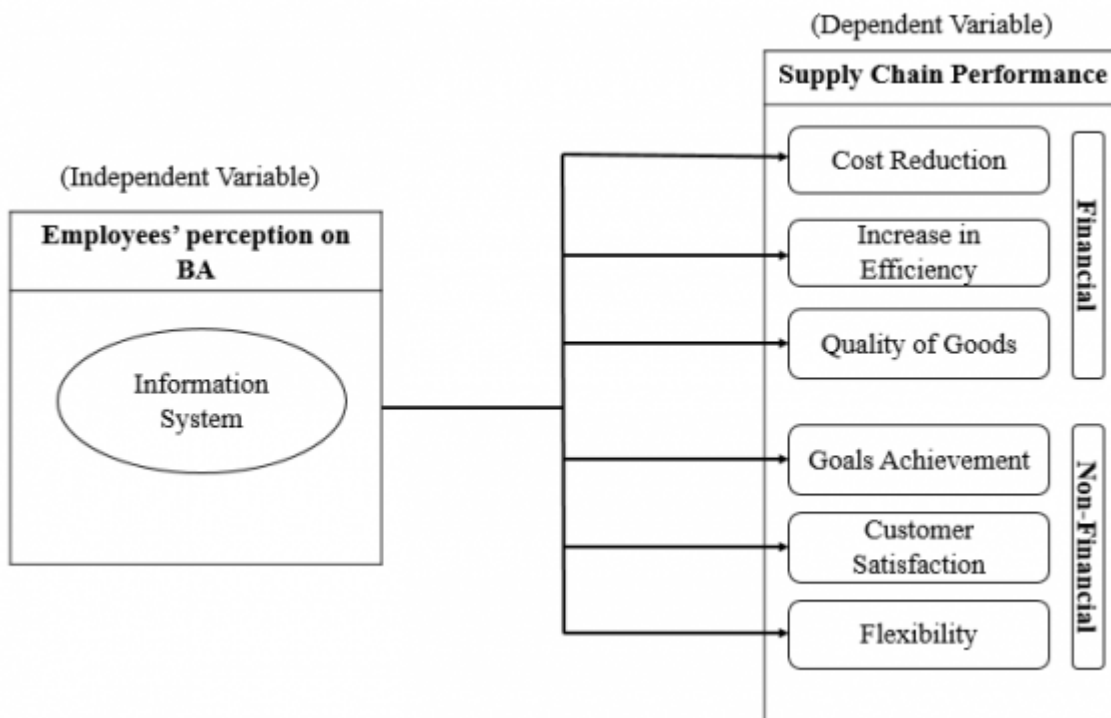 (Dependent Variable)
Supply Chain Performance
Cost Reduction
Increase in
Efficiency
Quality of Goods
Financial
Goals Achievement
Customer
Satisfaction
Flexibility
Non-Financial
(Independent Variable)
Employees' perception on
BA
Information
System